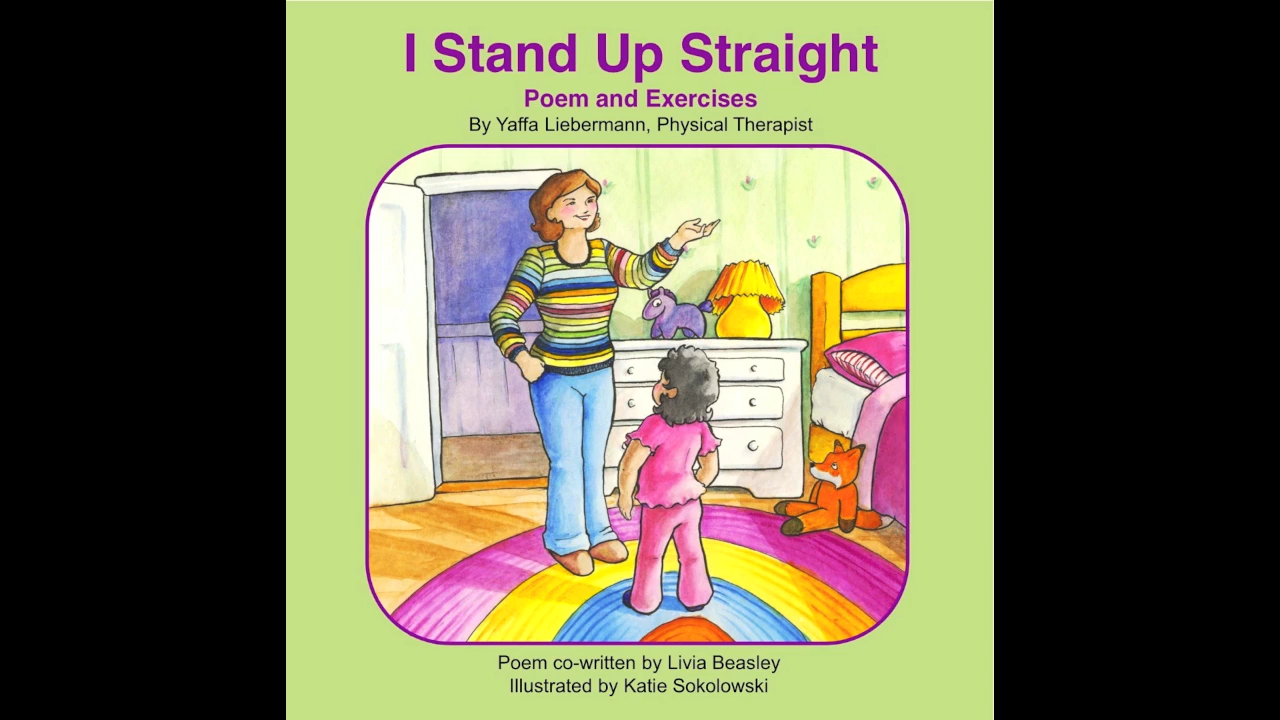 I Stand Up Straight
Poem and Exercises
By Yaffa Liebermann, Physical Therapist
Poem co-written by Livia Beasley
Illustrated by Katie Sokolowski